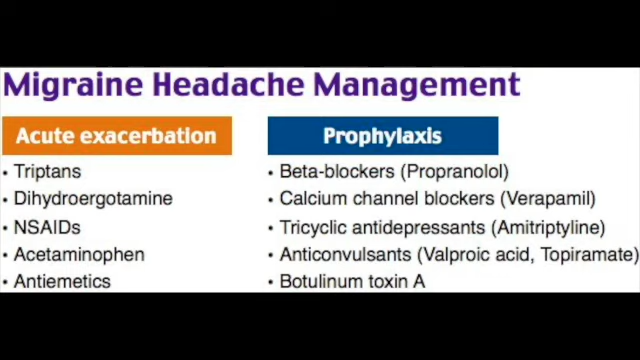 Migraine Headache Management
Acute exacerbation
• Triptans
• Dihydroergotamine
• NSAIDs
• Acetaminophen
• Antiemetics
Prophylaxis
• Beta-blockers (Propranolol)
• Calcium channel blockers (Verapamil)
• Tricyclic antidepressants (Amitriptyline)
• Anticonvulsants (Valproic acid, Topiramate)
• Botulinum toxin A